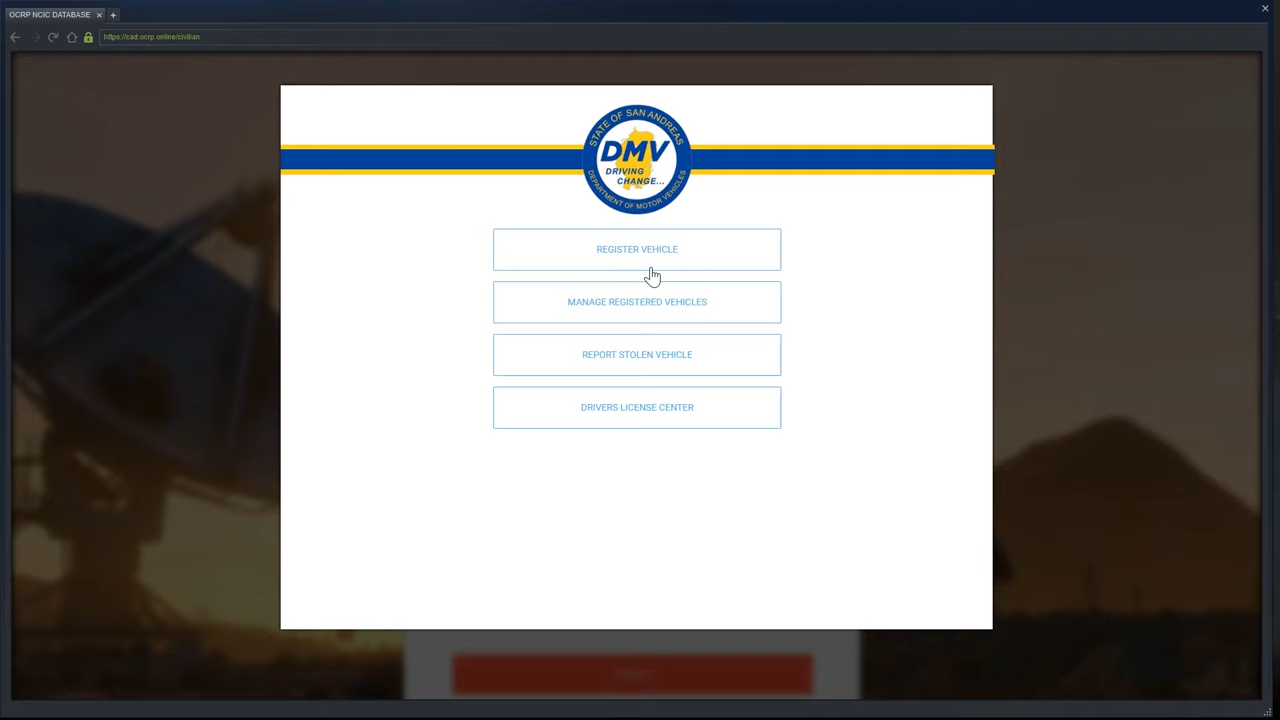 OCRP NCIC DATABASE
https://cad.ocrp.online/civilian
STATE OF SAN ANDREAS
DMV
DRIVING
CHANGE...
DEPARTMENT OF MOTOR VEHICLES
REGISTER VEHICLE
MANAGE REGISTERED VEHICLES
REPORT STOLEN VEHICLE
DRIVERS LICENSE CENTER